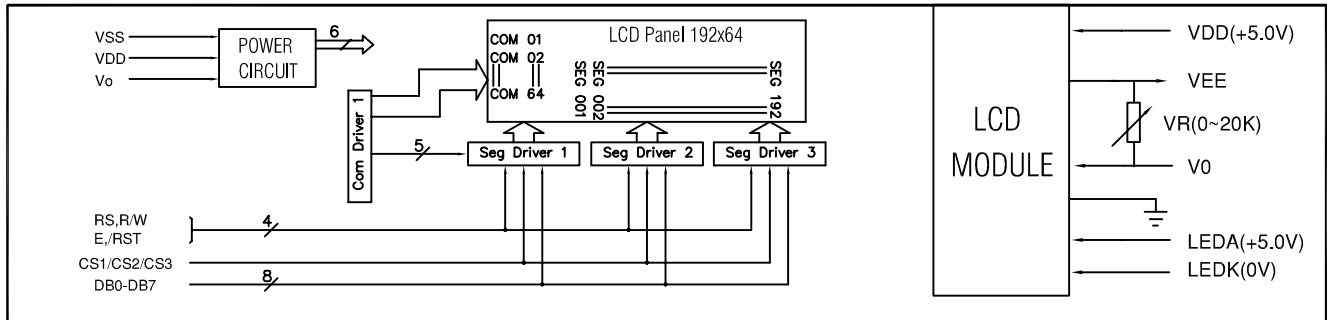 VSS
VDD
Vo
POWER
CIRCUIT
6
COM 01
COM 02
COM 64
LCD Panel 192x64
SEG 001
SEG 002
SEG 192
Com Driver 1
5
Seg Driver 1
Seg Driver 2
Seg Driver 3
RS,R/W
E,/RST
4
CS1/CS2/CS3
DB0-DB7
8
LCD
MODULE
VDD(+5.0V)
VEE
VR(0~20K)
V0
LEDA(+5.0V)
LEDK(0V)